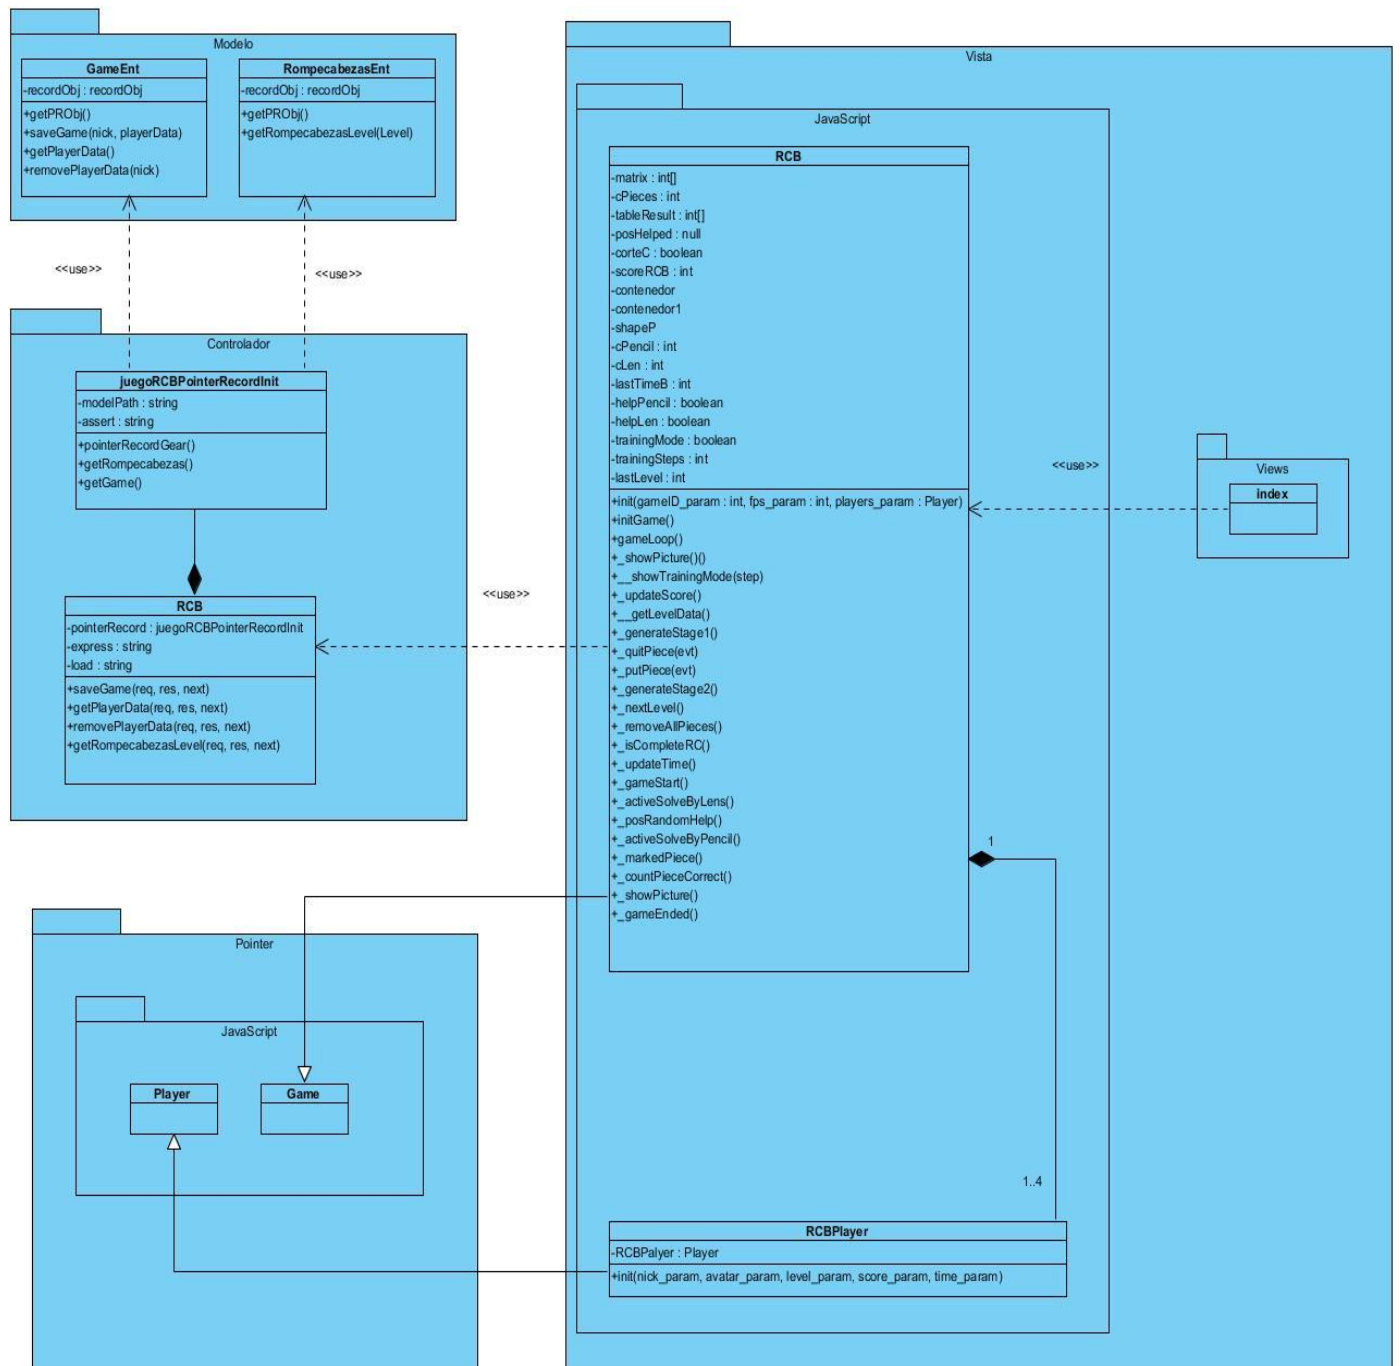 Modelo
GameEnt
-recordObj : recordObj
+getPRObj()
+saveGame(nick, playerData)
+getPlayerData()
+removePlayerData(nick)
RompecabezasEnt
-recordObj : recordObj
+getPRObj()
+getRompecabezasLevel(Level)
<<use>>
<<use>>
Controlador
juegoRCBPointerRecordInit
-modelPath : string
-assert : string
+pointerRecordGear()
+getRompecabezas()
+getGame()
RCB
-pointerRecord : juegoRCBPointerRecordInit
-express : string
-load : string
+saveGame(req, res, next)
+getPlayerData(req, res, next)
+removePlayerData(req, res, next)
+getRompecabezasLevel(req, res, next)
<<use>>
Vista
JavaScript
RCB
-matrix : int[]
-cPieces : int
-tableResult : int[]
-posHelped : null
-corteC : boolean
-scoreRCB : int
-contenedor
-contenedor1
-shapeP
-cPencil : int
-cLen : int
-lastTimeB : int
-helpPencil : boolean
-helpLen : boolean
-trainingMode : boolean
-trainingSteps : int
-lastLevel : int
+init(gameID_param : int, fps_param : int, players_param : Player)
+initGame()
+gameLoop()
+_showPicture()()
+__showTrainingMode(step)
+_updateScore()
+__getLevelData()
+_generateStage1()
+_quitPiece(evt)
+_putPiece(evt)
+_generateStage2()
+_nextLevel()
+_removeAllPieces()
+_isCompleteRC()
+_updateTime()
+_gameStart()
+_activeSolveByLens()
+_posRandomHelp()
+_activeSolveByPencil()
+_markedPiece()
+_countPieceCorrect()
+_showPicture()
+_gameEnded()
<<use>>
Views
index
1
1..4
RCBPlayer
-RCBPalyer : Player
+init(nick_param, avatar_param, level_param, score_param, time_param)
Pointer
JavaScript
Player
Game